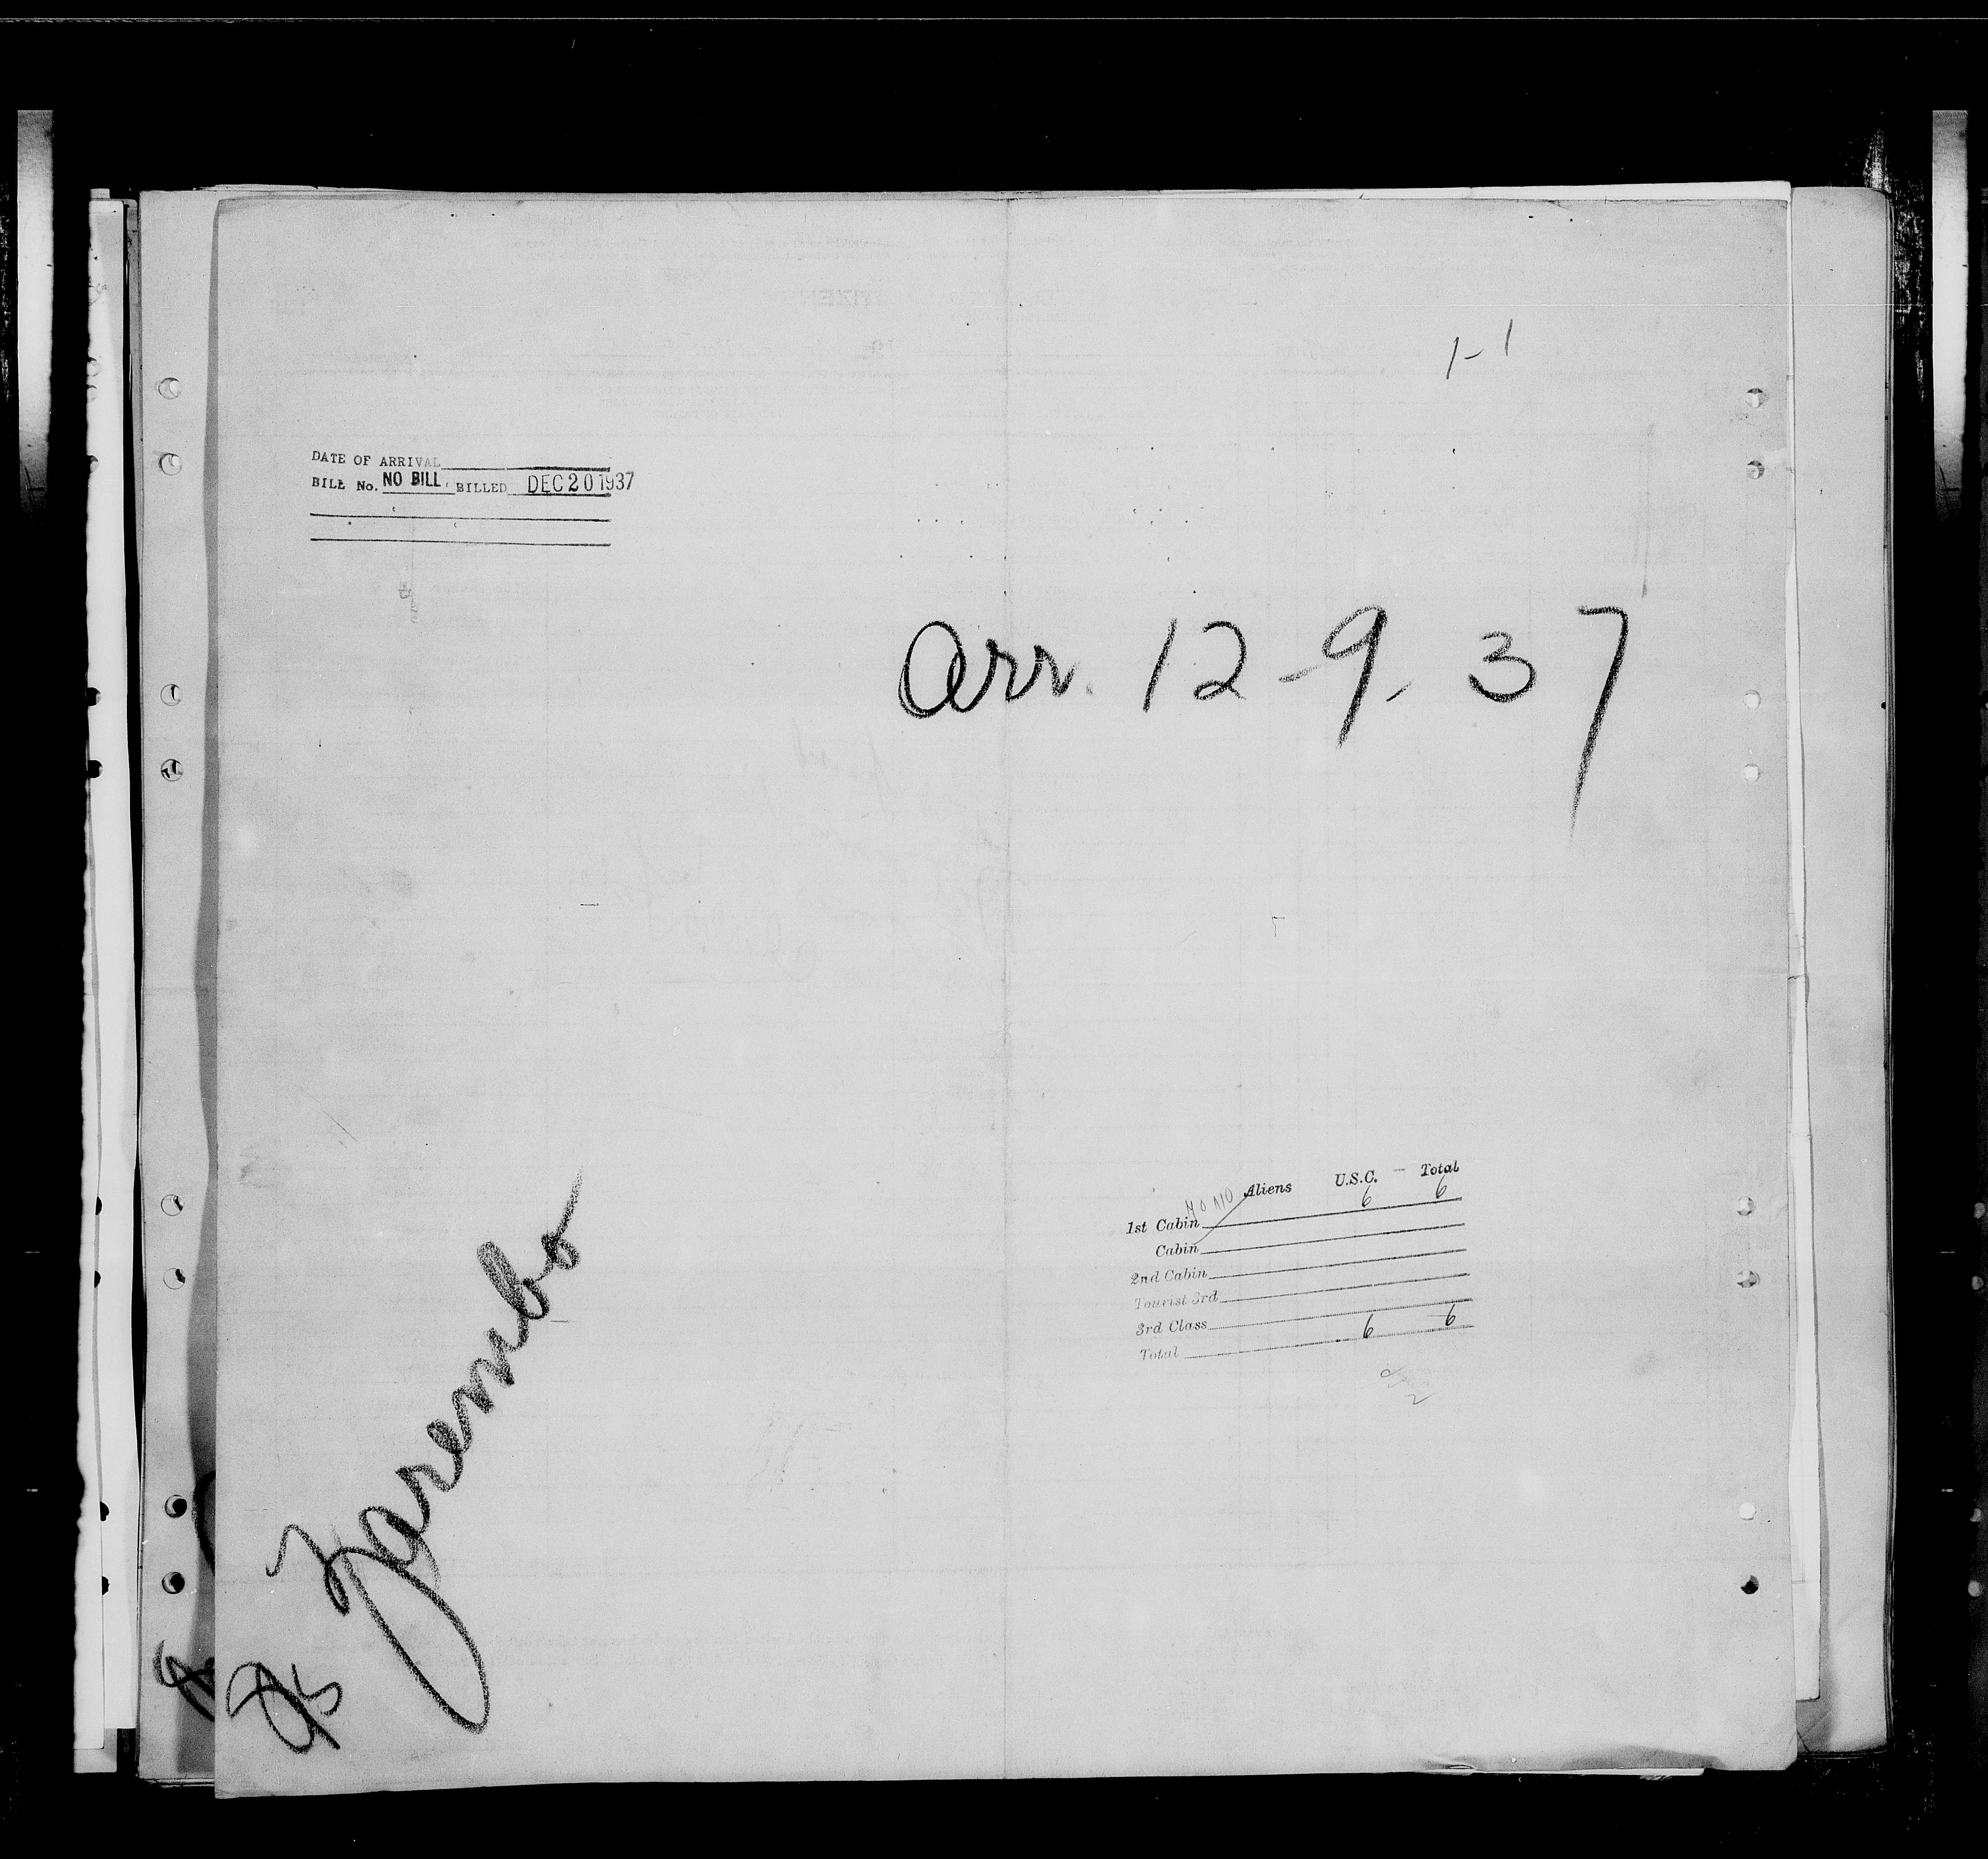 1-1
DATE OF ARRIVAL
BILL No. NO BILL BILLED DEC 20 1937
arr. 12-9-37
Aliens U.S.C. Total
1st Cabin 6 6
Cabin
2nd Cabin
Tourist 3rd
3rd Class
Total 6 6
Zarembo